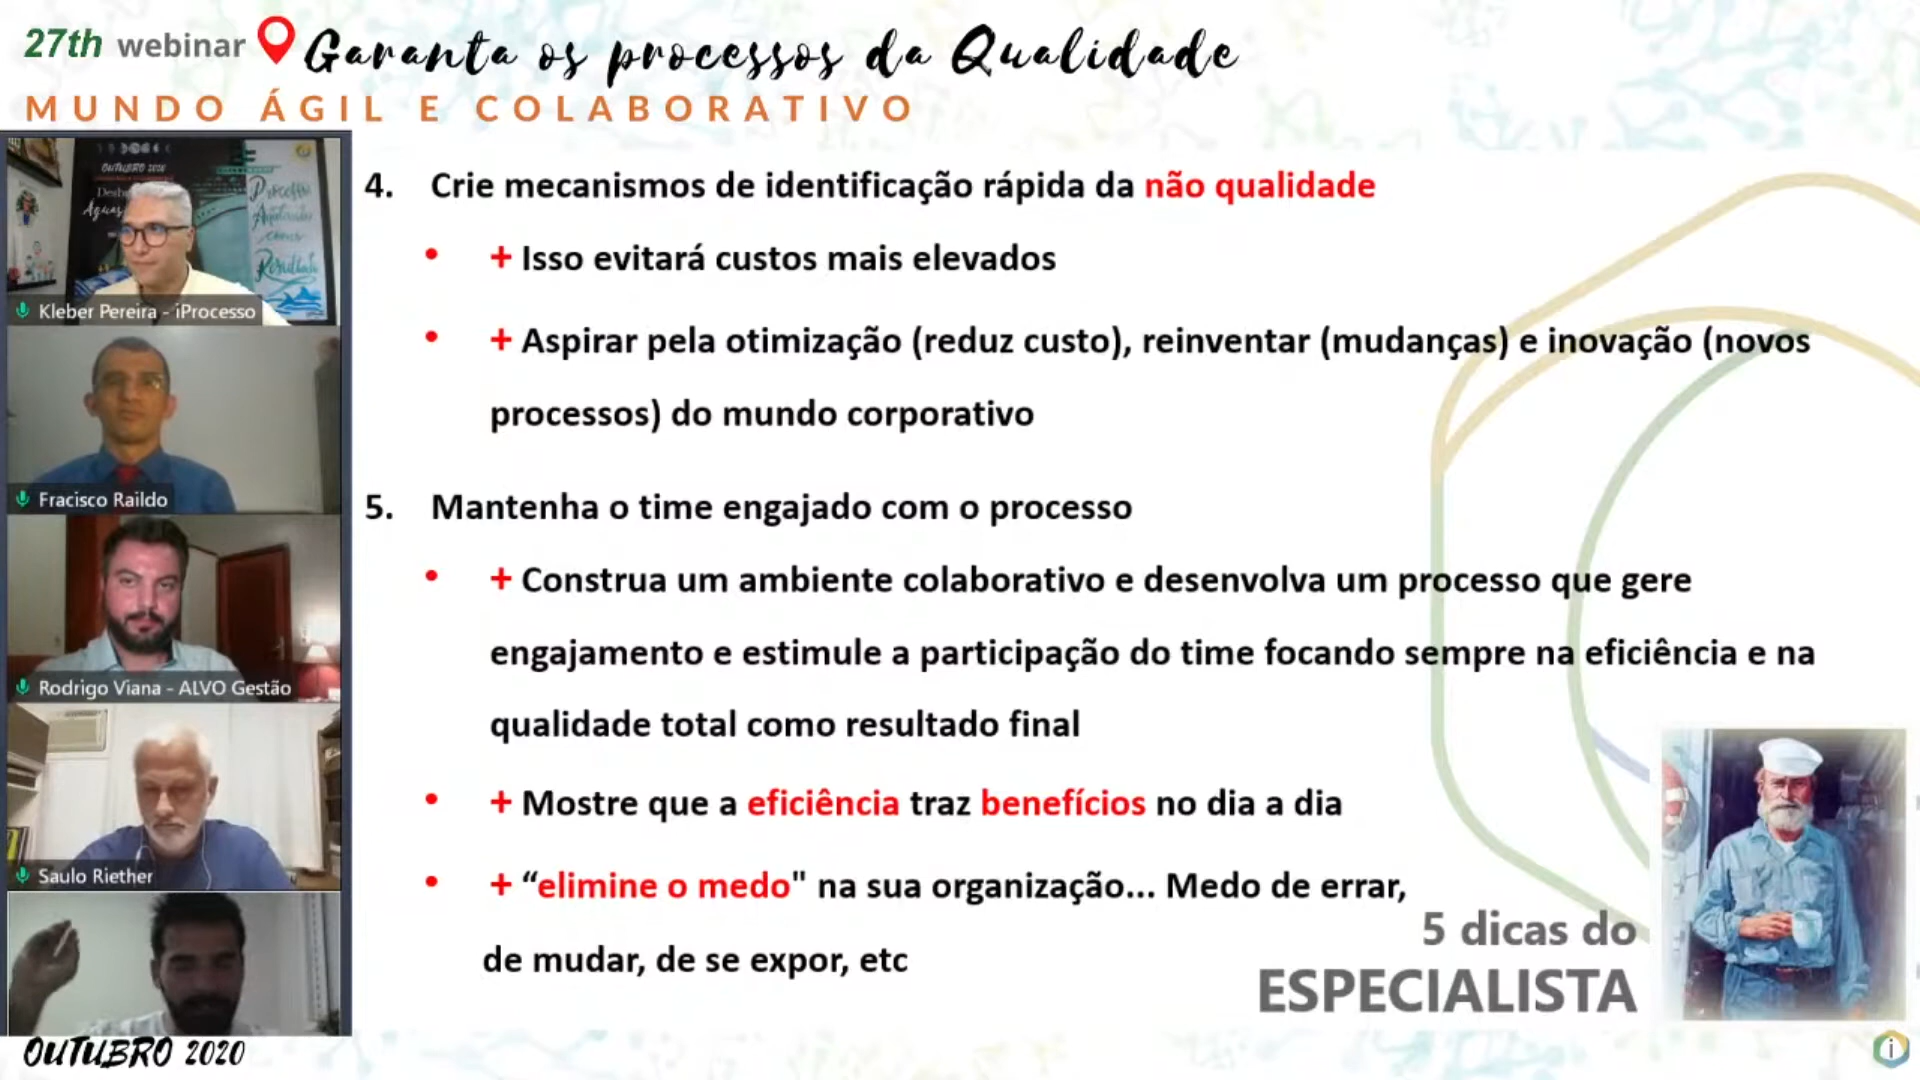 27th webinar Garanta os processos da Qualidade
MUNDO ÁGIL E COLABORATIVO
OUTUBRO 2020
Processos
Resultado
Kleber Pereira - iProcesso
Fracisco Raildo
Rodrigo Viana - ALVO Gestão
Saulo Riether
4. Crie mecanismos de identificação rápida da não qualidade
• + Isso evitará custos mais elevados
• + Aspirar pela otimização (reduz custo), reinventar (mudanças) e inovação (novos
processos) do mundo corporativo
5. Mantenha o time engajado com o processo
• + Construa um ambiente colaborativo e desenvolva um processo que gere
engajamento e estimule a participação do time focando sempre na eficiência e na
qualidade total como resultado final
• + Mostre que a eficiência traz benefícios no dia a dia
• + “elimine o medo" na sua organização... Medo de errar,
de mudar, de se expor, etc
5 dicas do
ESPECIALISTA
OUTUBRO 2020
i